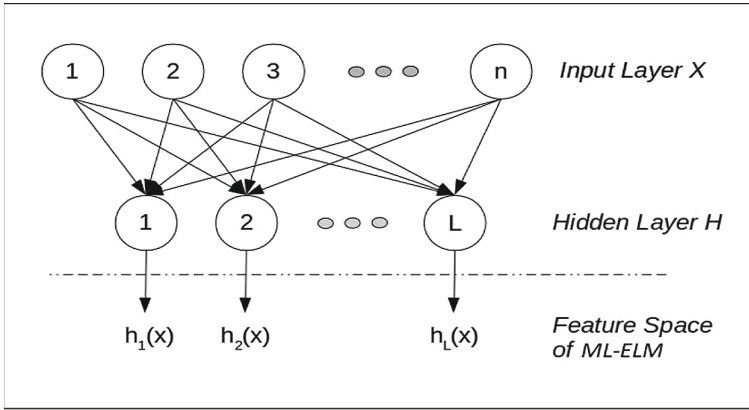 1 2 3 n Input Layer X
1 2 L Hidden Layer H
h1(x) h2(x) hL(x) Feature Space
of ML-ELM